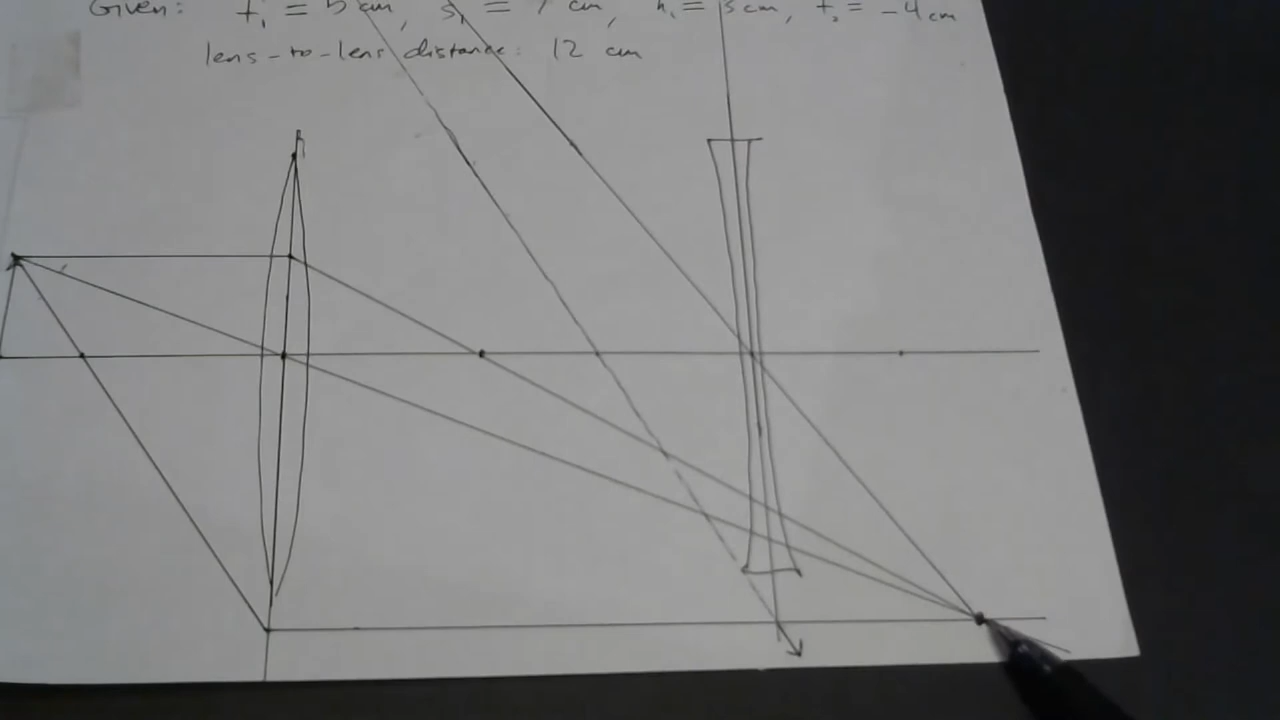 Given: f₁ = 5 cm, s₁ = 7 cm, h₁ = 3 cm, f₂ = -4 cm
lens-to-lens distance: 12 cm